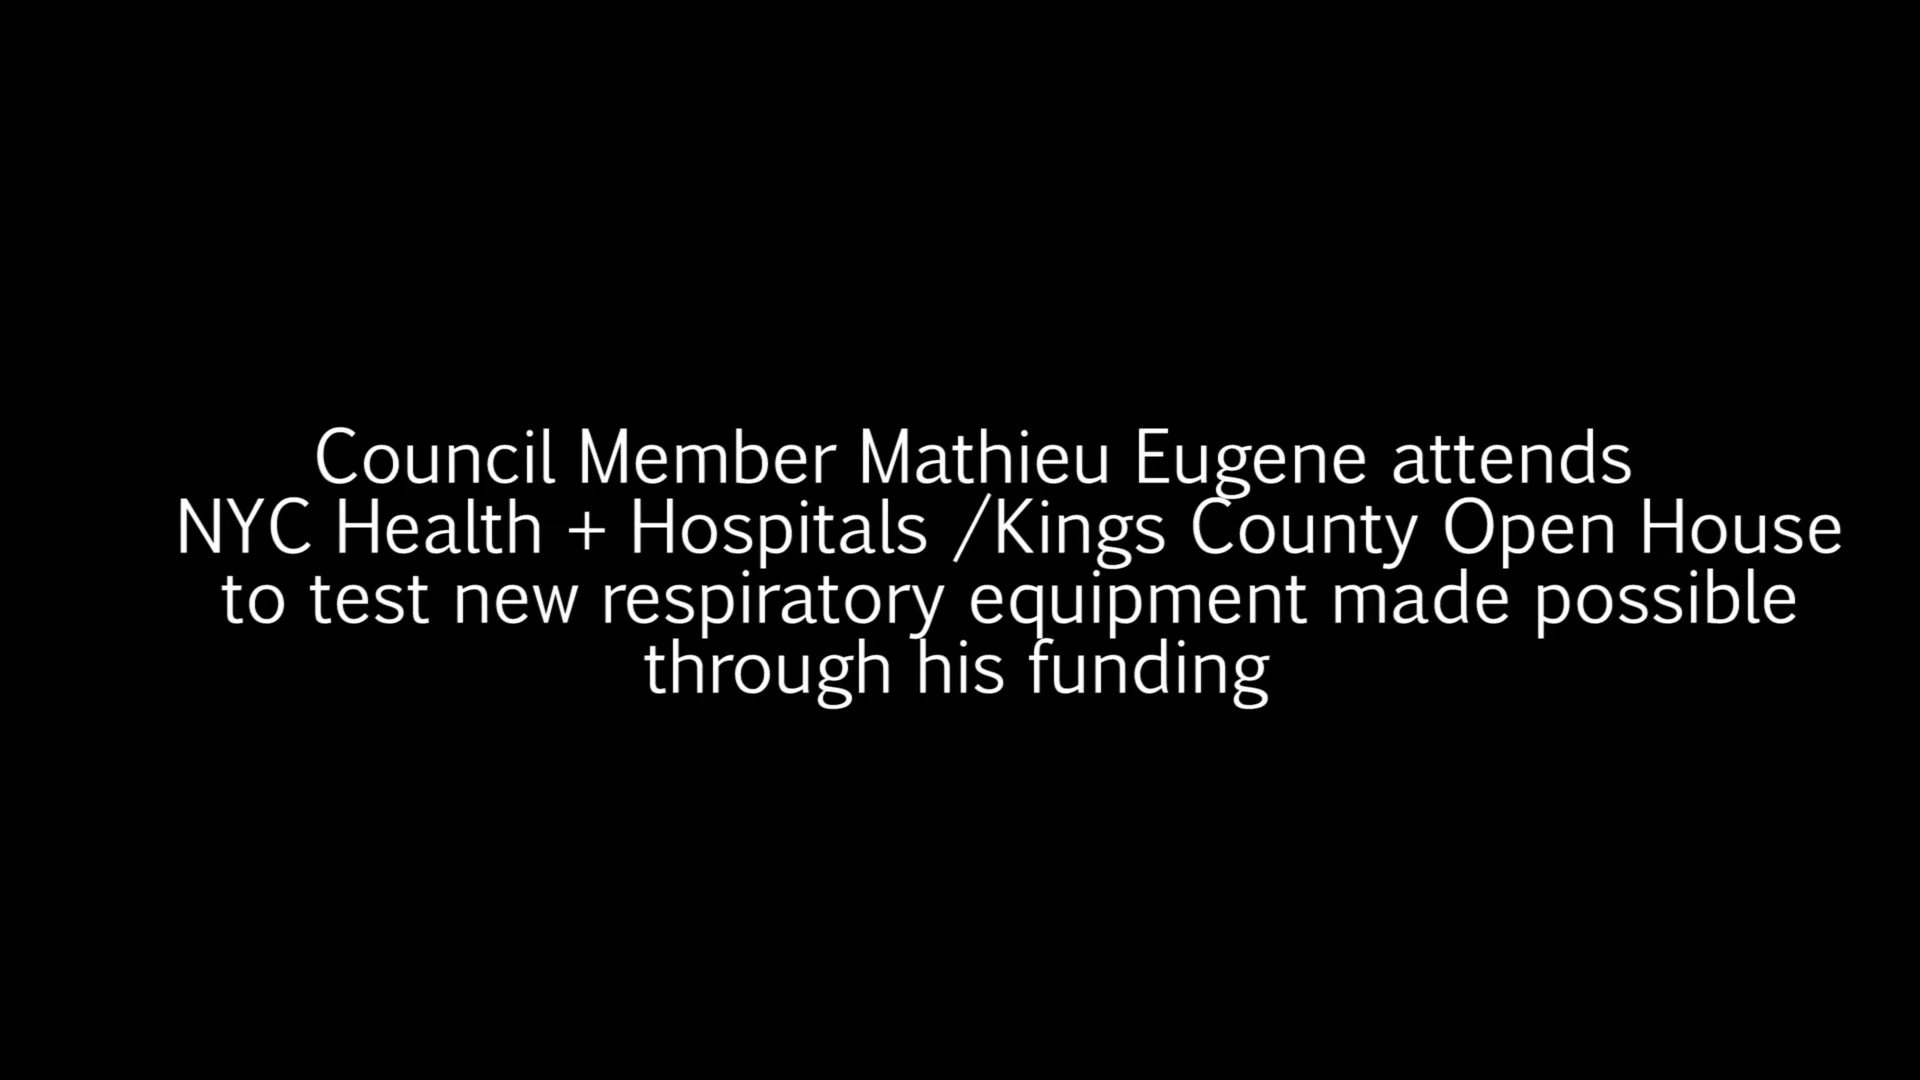 Council Member Mathieu Eugene attends
NYC Health + Hospitals /Kings County Open House
to test new respiratory equipment made possible
through his funding